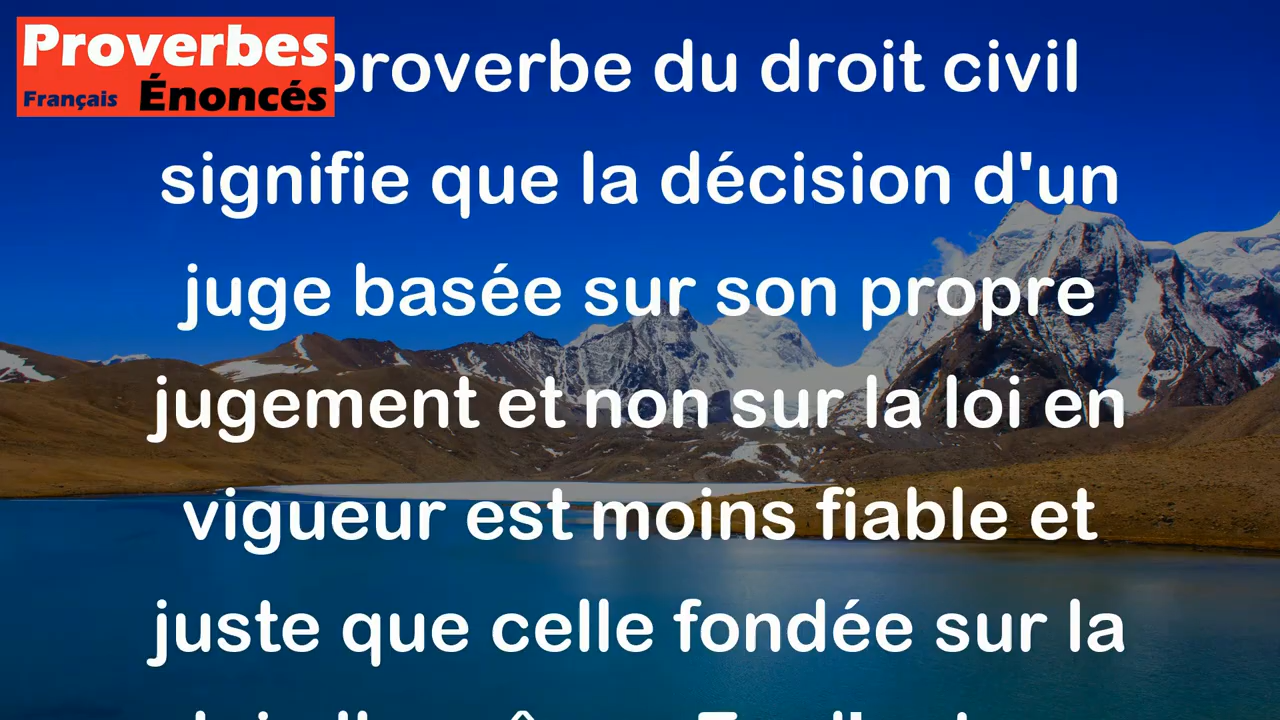 Proverbes
Français Énoncés
proverbe du droit civil
signifie que la décision d'un
juge basée sur son propre
jugement et non sur la loi en
vigueur est moins fiable et
juste que celle fondée sur la